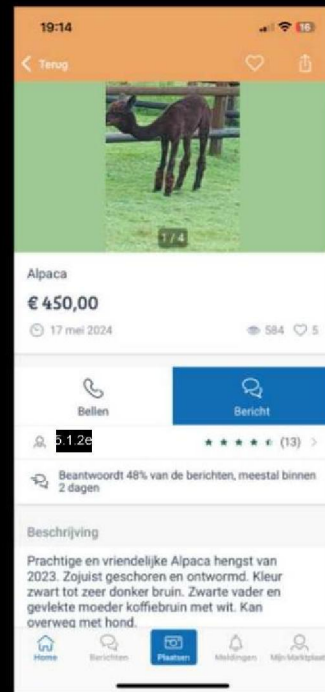 19:14
16
Terug
1/4
Alpaca
€ 450,00
17 mei 2024 584 5
Bellen Bericht
5.1.2e (13)
Beantwoordt 48% van de berichten, meestal binnen
2 dagen
Beschrijving
Prachtige en vriendelijke Alpaca hengst van
2023. Zojuist geschoren en ontwormd. Kleur
zwart tot zeer donker bruin. Zwarte vader en
gevlekte moeder koffiebruin met wit. Kan
overweg met hond.
Home Berichten Plaatsen Meldingen Mijn Marktplaat